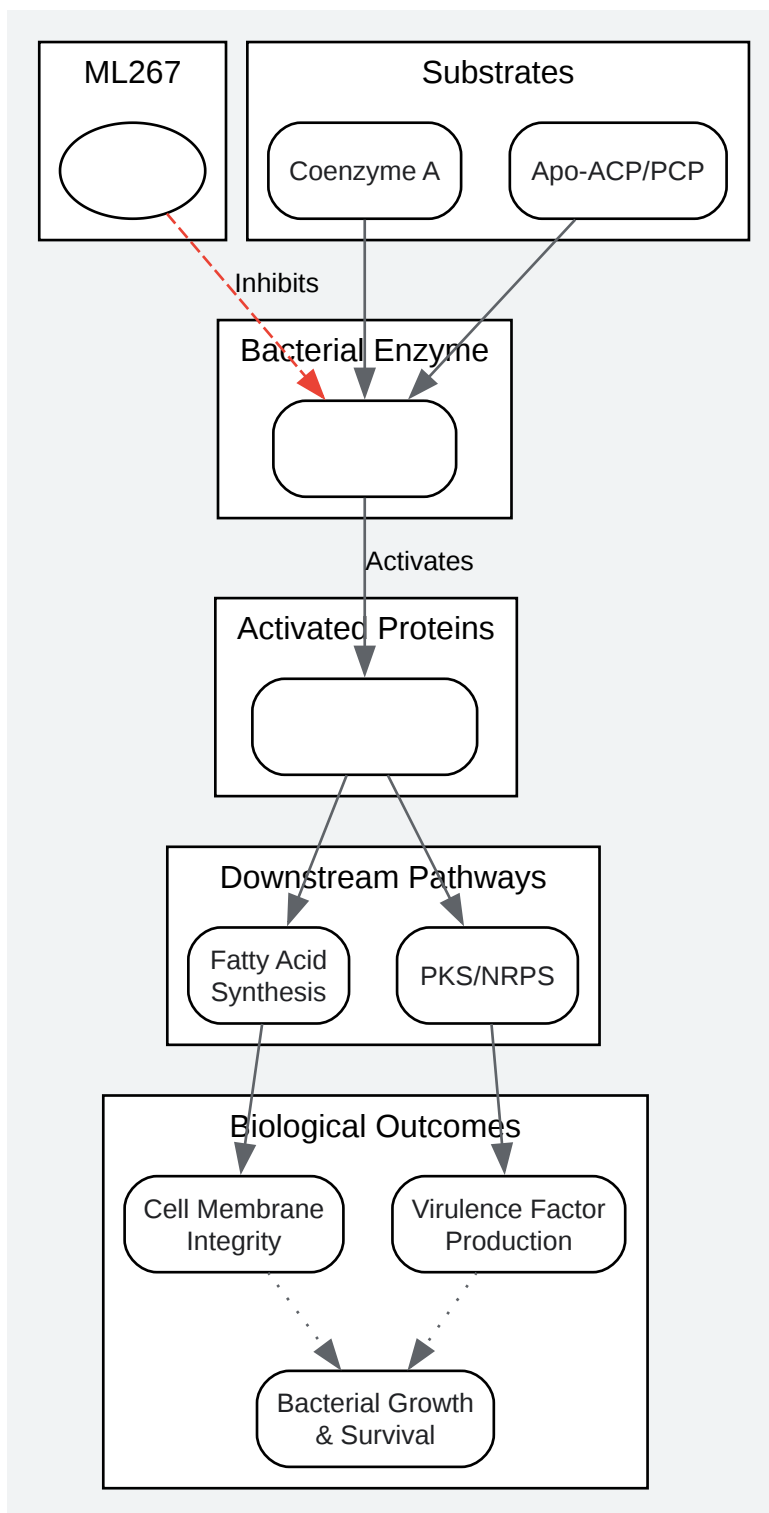 ML267
Substrates
Coenzyme A
Apo-ACP/PCP
Inhibits
Bacterial Enzyme
Activates
Activated Proteins
Downstream Pathways
Fatty Acid
Synthesis
PKS/NRPS
Biological Outcomes
Cell Membrane
Integrity
Virulence Factor
Production
Bacterial Growth
& Survival